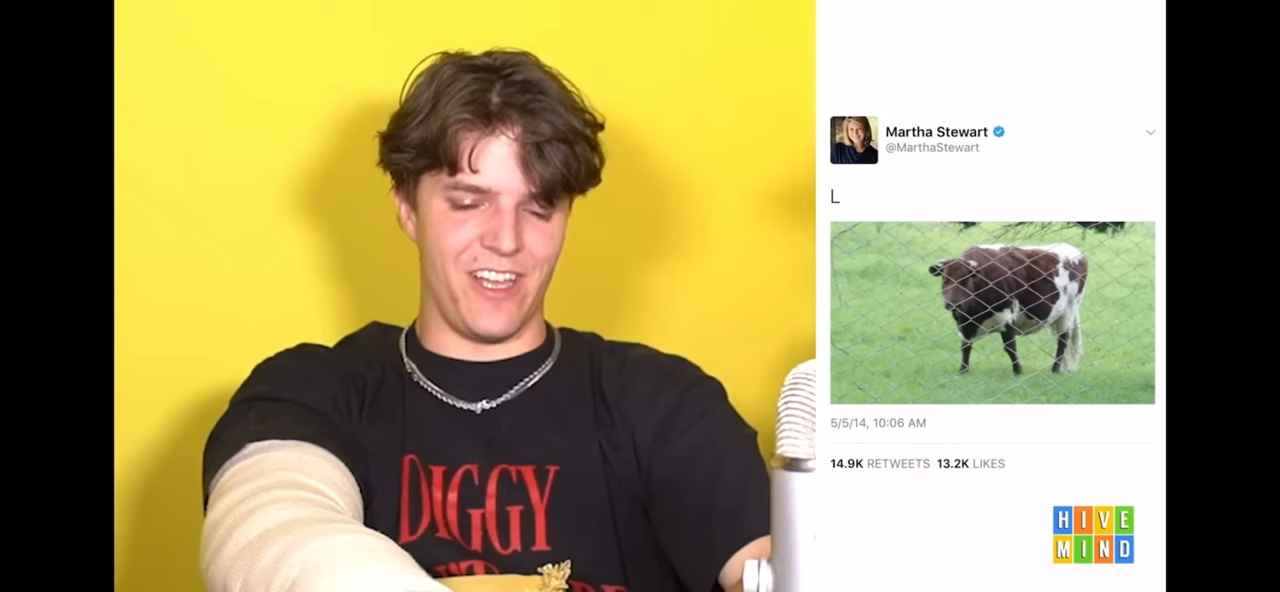 DIGGY
Martha Stewart
@MarthaStewart
L
5/5/14, 10:06 AM
14.9K RETWEETS 13.2K LIKES
HIVE
MIND